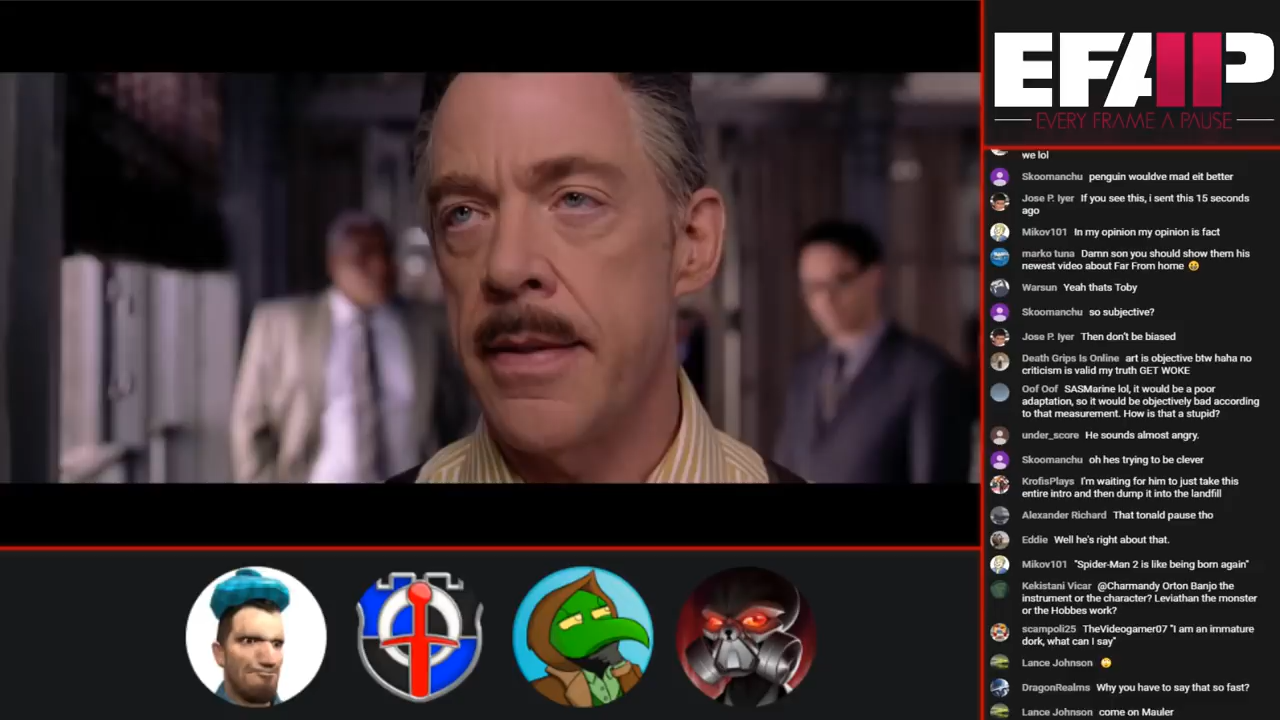 EFAP
EVERY FRAME A PAUSE
we lol
Skoomanchu penguin wouldve mad eit better
Jose P. Iyer If you see this, i sent this 15 seconds
ago
Mikov101 In my opinion my opinion is fact
marko tuna Damn son you should show them his
newest video about Far From home 😆
Warsun Yeah thats Toby
Skoomanchu so subjective?
Jose P. Iyer Then don't be biased
Death Grips Is Online art is objective btw haha no
criticism is valid my truth GET WOKE
Oof Oof SASMarine lol, it would be a poor
adaptation, so it would be objectively bad according
to that measurement. How is that a stupid?
under_score He sounds almost angry.
Skoomanchu oh hes trying to be clever
KrofisPlays I'm waiting for him to just take this
entire intro and then dump it into the landfill
Alexander Richard That tonald pause tho
Eddie Well he's right about that.
Mikov101 "Spider-Man 2 is like being born again"
Kekistani Vicar @Charmandy Orton Banjo the
instrument or the character? Leviathan the monster
or the Hobbes work?
scampoli25 TheVideogamer07 "I am an immature
dork, what can I say"
Lance Johnson 🙄
DragonRealms Why you have to say that so fast?
Lance Johnson come on Mauler